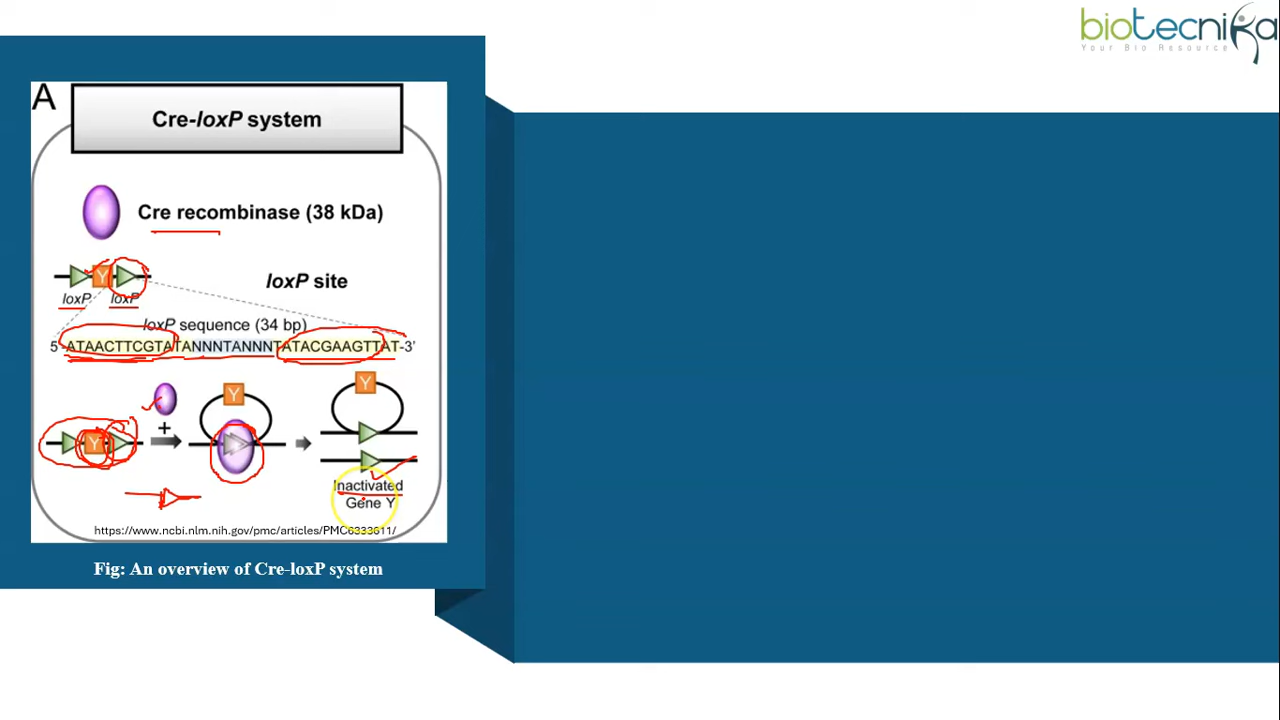 biotecnika
Your Bio Resource
A
Cre-loxP system
Cre recombinase (38 kDa)
Y
loxP loxP
loxP site
loxP sequence (34 bp)
5'-ATAACTTCGTATANNNTANNNTATACGAAGTTAT-3'
Y
Y
Y
+
Inactivated
Gene Y
https://www.ncbi.nlm.nih.gov/pmc/articles/PMC6333611/
Fig: An overview of Cre-loxP system